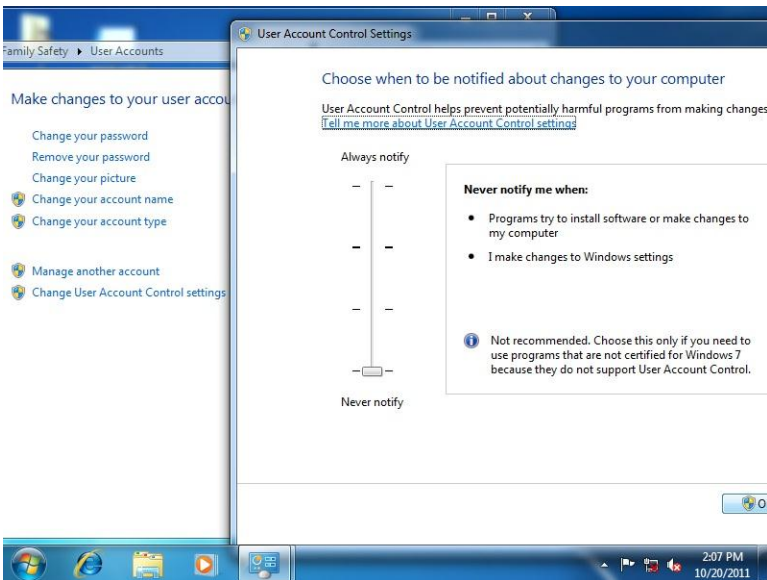 User Account Control Settings
Family Safety ▸ User Accounts
Make changes to your user accou
Change your password
Remove your password
Change your picture
Change your account name
Change your account type
Manage another account
Change User Account Control settings
Choose when to be notified about changes to your computer
User Account Control helps prevent potentially harmful programs from making changes
Tell me more about User Account Control settings
Always notify
Never notify me when:
• Programs try to install software or make changes to
my computer
• I make changes to Windows settings
Not recommended. Choose this only if you need to
use programs that are not certified for Windows 7
because they do not support User Account Control.
Never notify
O
2:07 PM
10/20/2011